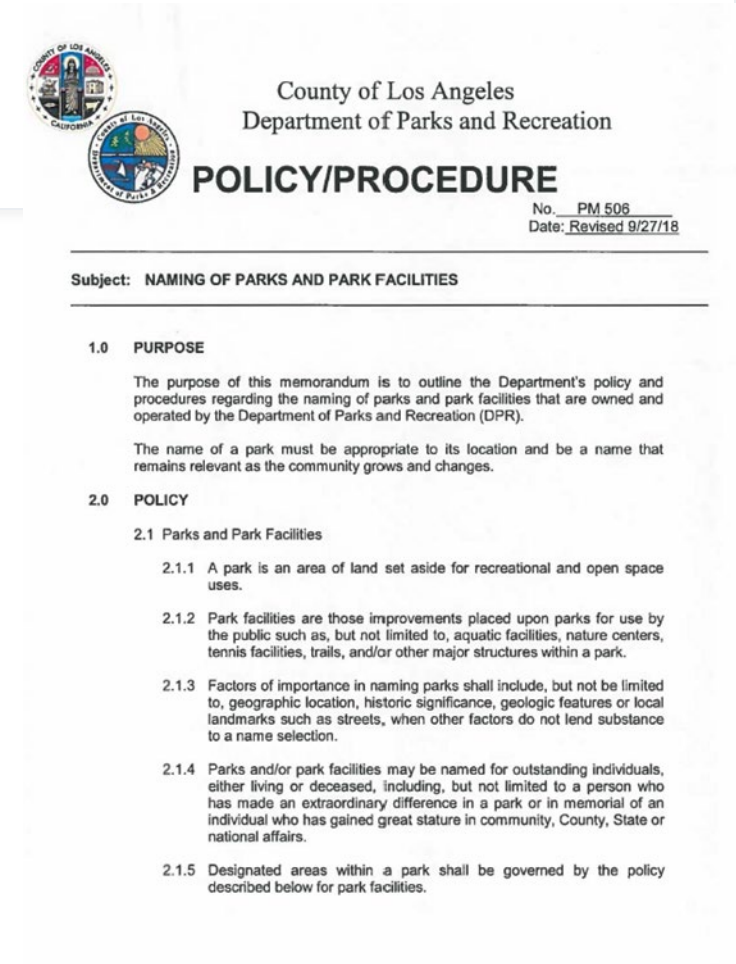 COUNTY OF LOS ANGELES
CALIFORNIA
County of Los Angeles
Department of Parks & Recreation
County of Los Angeles
Department of Parks and Recreation
POLICY/PROCEDURE
No. PM 506
Date: Revised 9/27/18
Subject: NAMING OF PARKS AND PARK FACILITIES
1.0 PURPOSE
The purpose of this memorandum is to outline the Department's policy and
procedures regarding the naming of parks and park facilities that are owned and
operated by the Department of Parks and Recreation (DPR).
The name of a park must be appropriate to its location and be a name that
remains relevant as the community grows and changes.
2.0 POLICY
2.1 Parks and Park Facilities
2.1.1 A park is an area of land set aside for recreational and open space
uses.
2.1.2 Park facilities are those improvements placed upon parks for use by
the public such as, but not limited to, aquatic facilities, nature centers,
tennis facilities, trails, and/or other major structures within a park.
2.1.3 Factors of importance in naming parks shall include, but not be limited
to, geographic location, historic significance, geologic features or local
landmarks such as streets, when other factors do not lend substance
to a name selection.
2.1.4 Parks and/or park facilities may be named for outstanding individuals,
either living or deceased, including, but not limited to a person who
has made an extraordinary difference in a park or in memorial of an
individual who has gained great stature in community, County, State or
national affairs.
2.1.5 Designated areas within a park shall be governed by the policy
described below for park facilities.